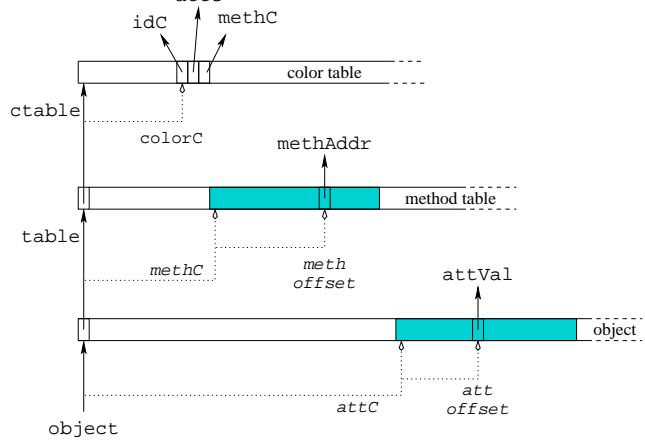 idC
methC
color table
ctable
colorC
methAddr
method table
table
methC
meth
offset
attVal
object
attC
att
offset
object